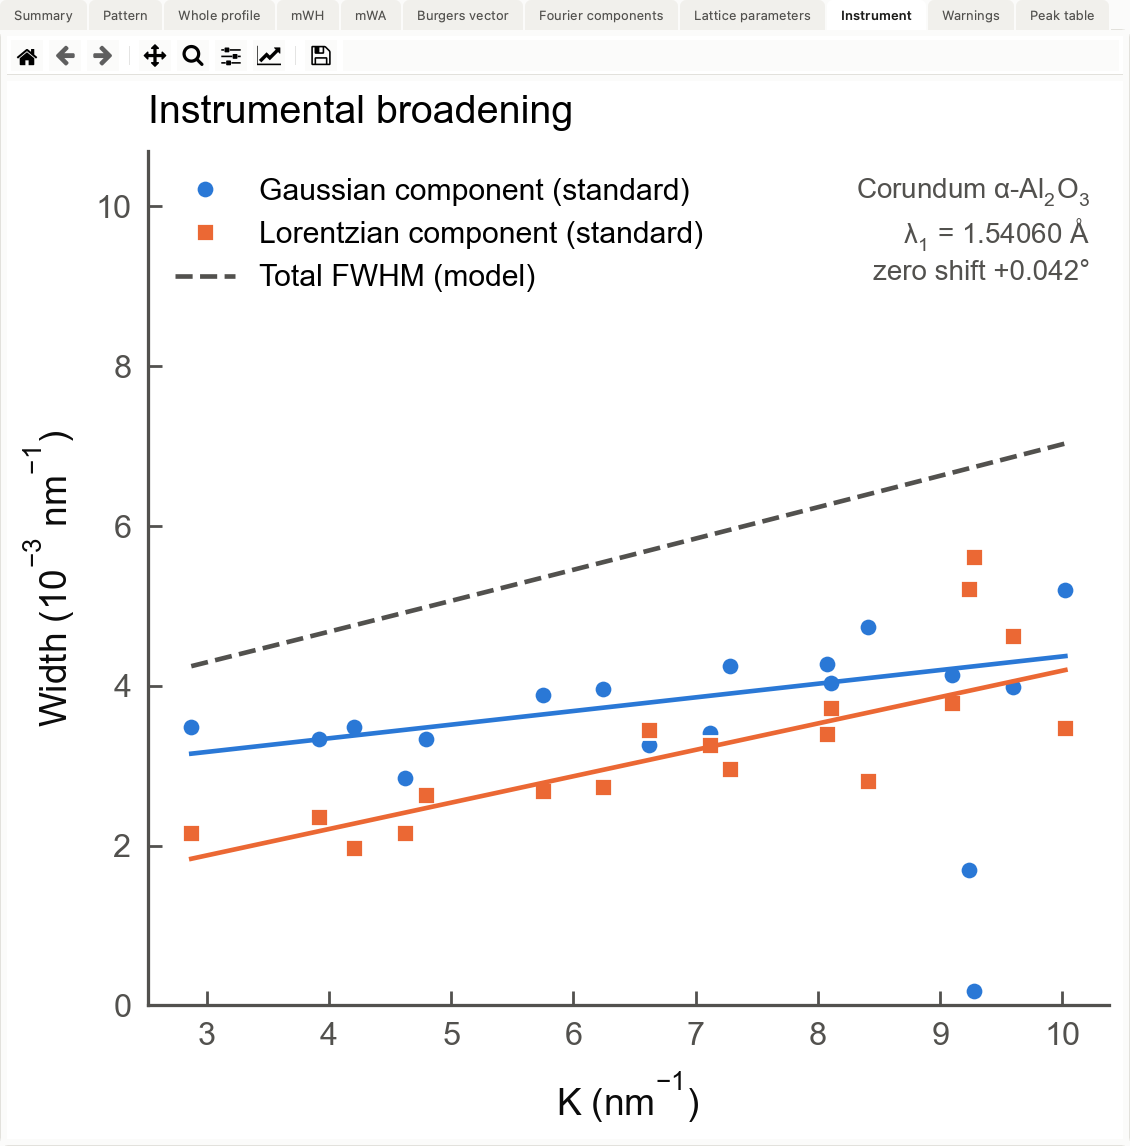 Summary Pattern Whole profile mWH mWA Burgers vector Fourier components Lattice parameters Instrument Warnings Peak table
Instrumental broadening
Gaussian component (standard)
Lorentzian component (standard)
Total FWHM (model)
Corundum α-Al₂O₃
λ₁ = 1.54060 Å
zero shift +0.042°
10
8
6
4
2
0
Width (10⁻³ nm⁻¹)
3 4 5 6 7 8 9 10
K (nm⁻¹)